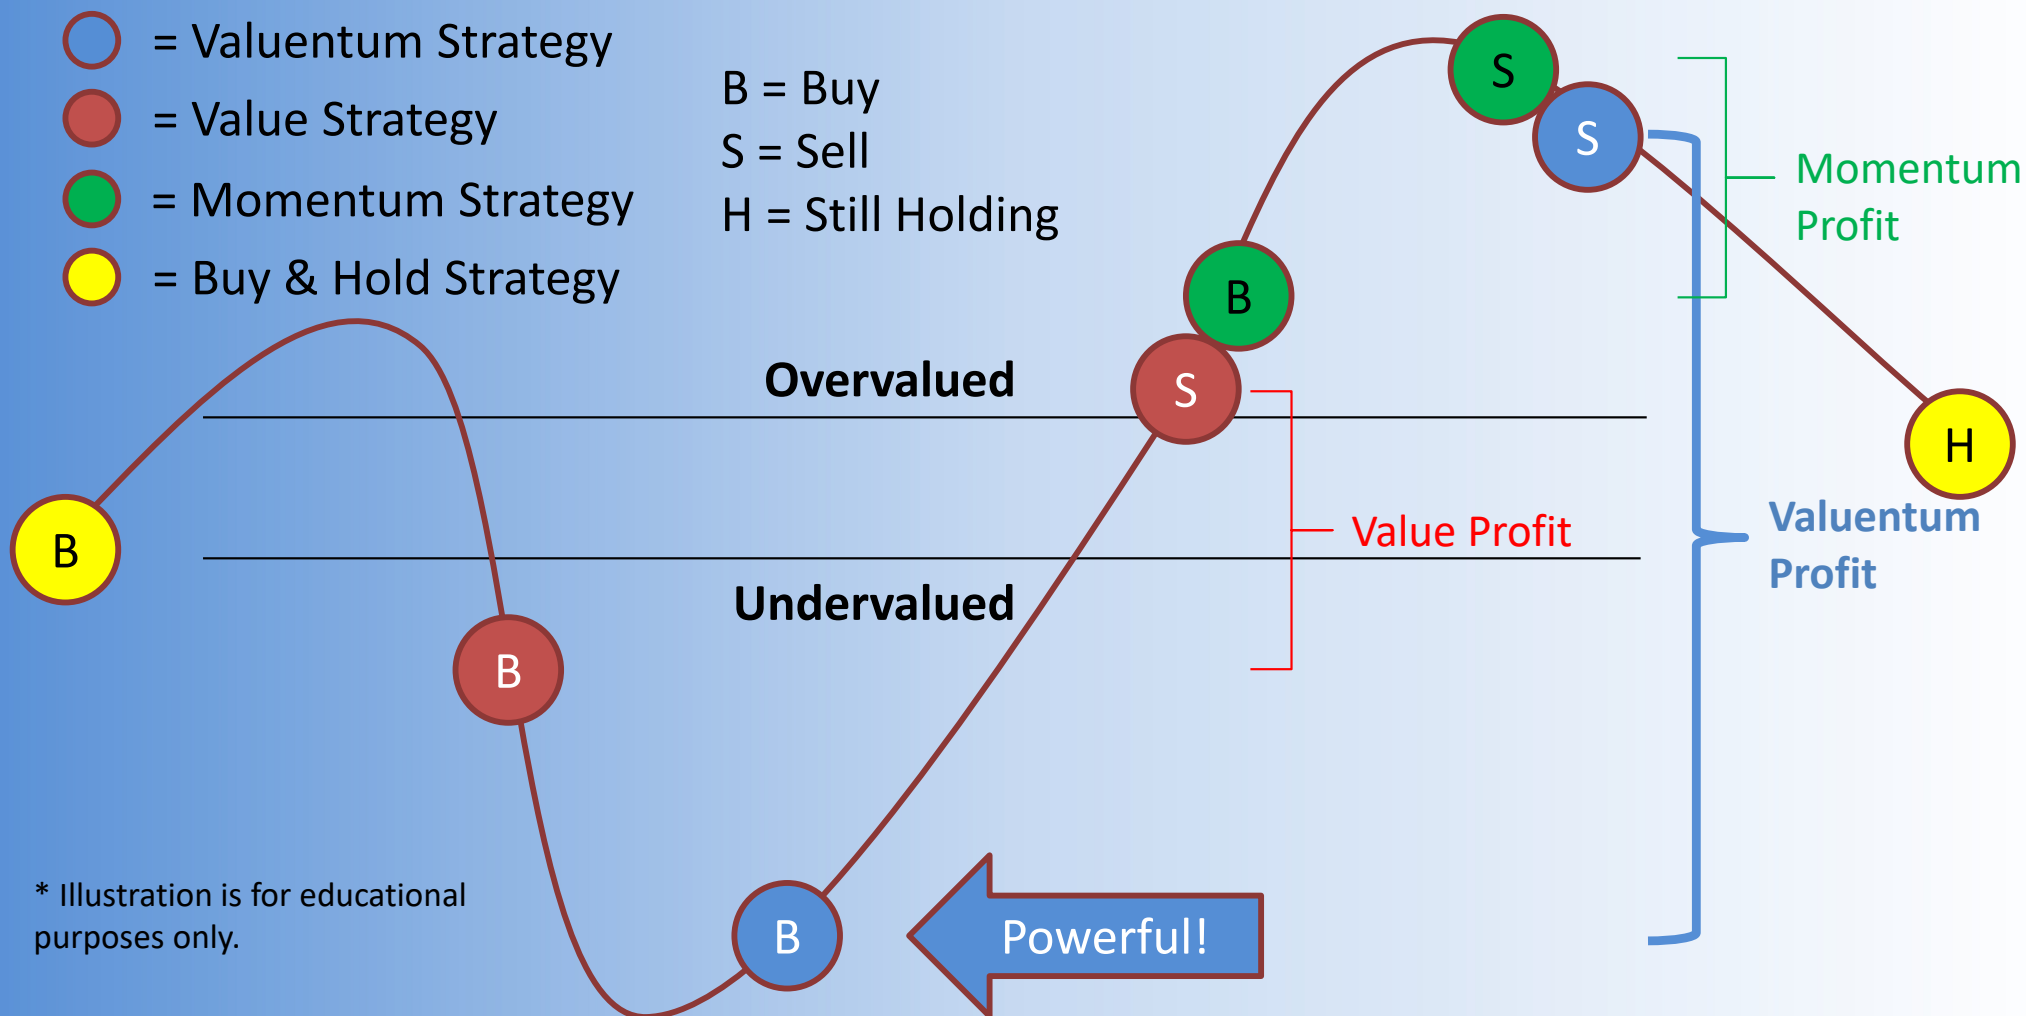 = Valuentum Strategy
= Value Strategy
= Momentum Strategy
= Buy & Hold Strategy
B = Buy
S = Sell
H = Still Holding
S
S
Momentum
Profit
B
Overvalued
S
H
B
Value Profit
Valuentum
Profit
Undervalued
B
* Illustration is for educational
purposes only.
B
Powerful!